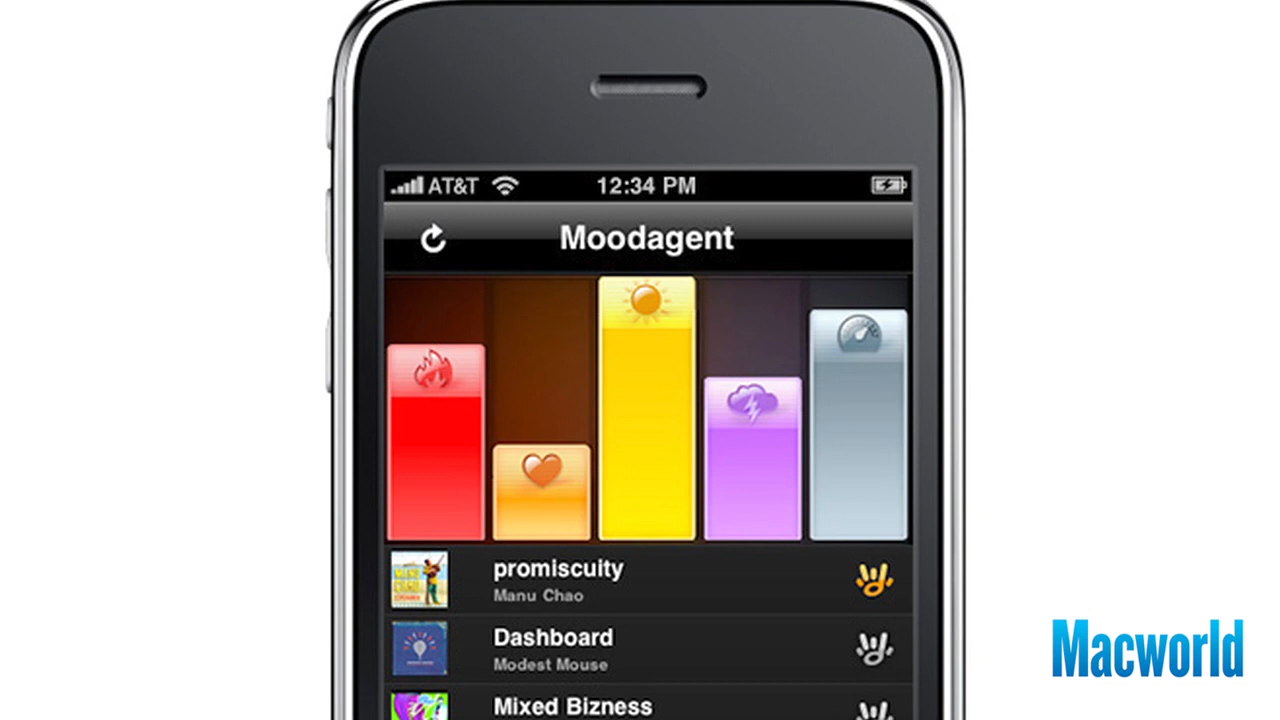 AT&T
12:34 PM
Moodagent
promiscuity
Manu Chao
Dashboard
Modest Mouse
Mixed Bizness
Macworld